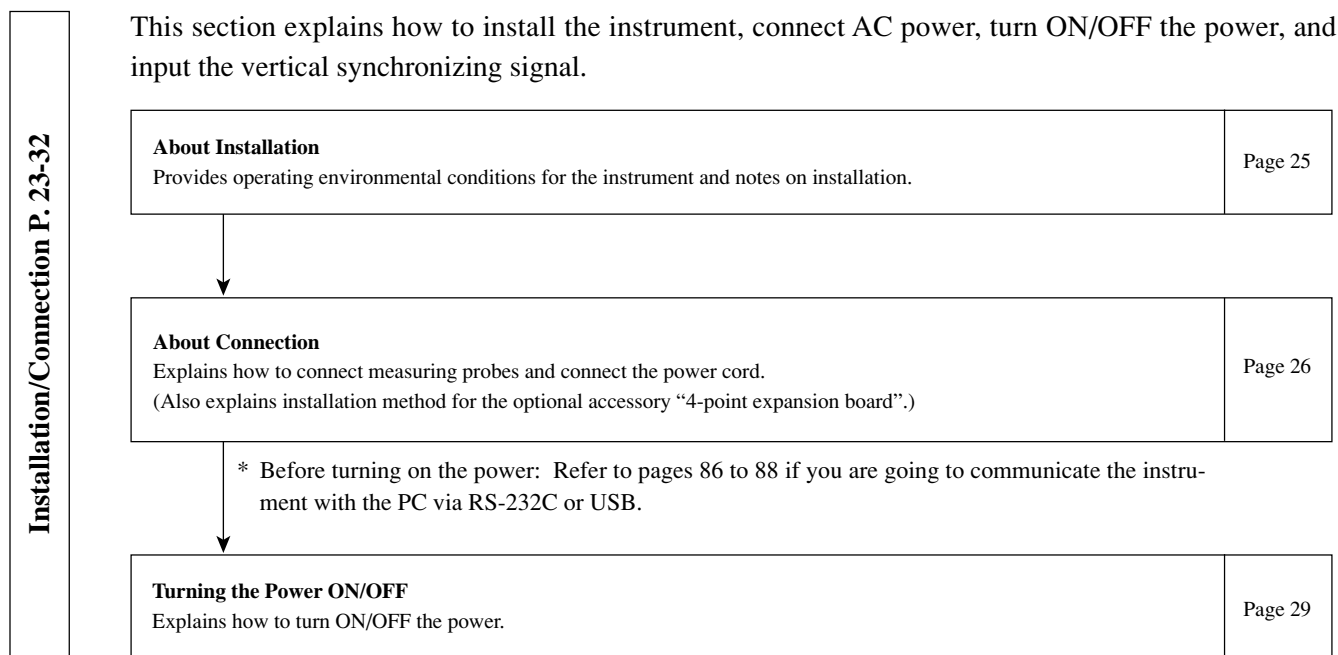 This section explains how to install the instrument, connect AC power, turn ON/OFF the power, and
input the vertical synchronizing signal.
Installation/Connection P. 23-32
About Installation
Provides operating environmental conditions for the instrument and notes on installation.
Page 25
About Connection
Explains how to connect measuring probes and connect the power cord.
(Also explains installation method for the optional accessory “4-point expansion board”.)
Page 26
* Before turning on the power: Refer to pages 86 to 88 if you are going to communicate the instru-
ment with the PC via RS-232C or USB.
Turning the Power ON/OFF
Explains how to turn ON/OFF the power.
Page 29